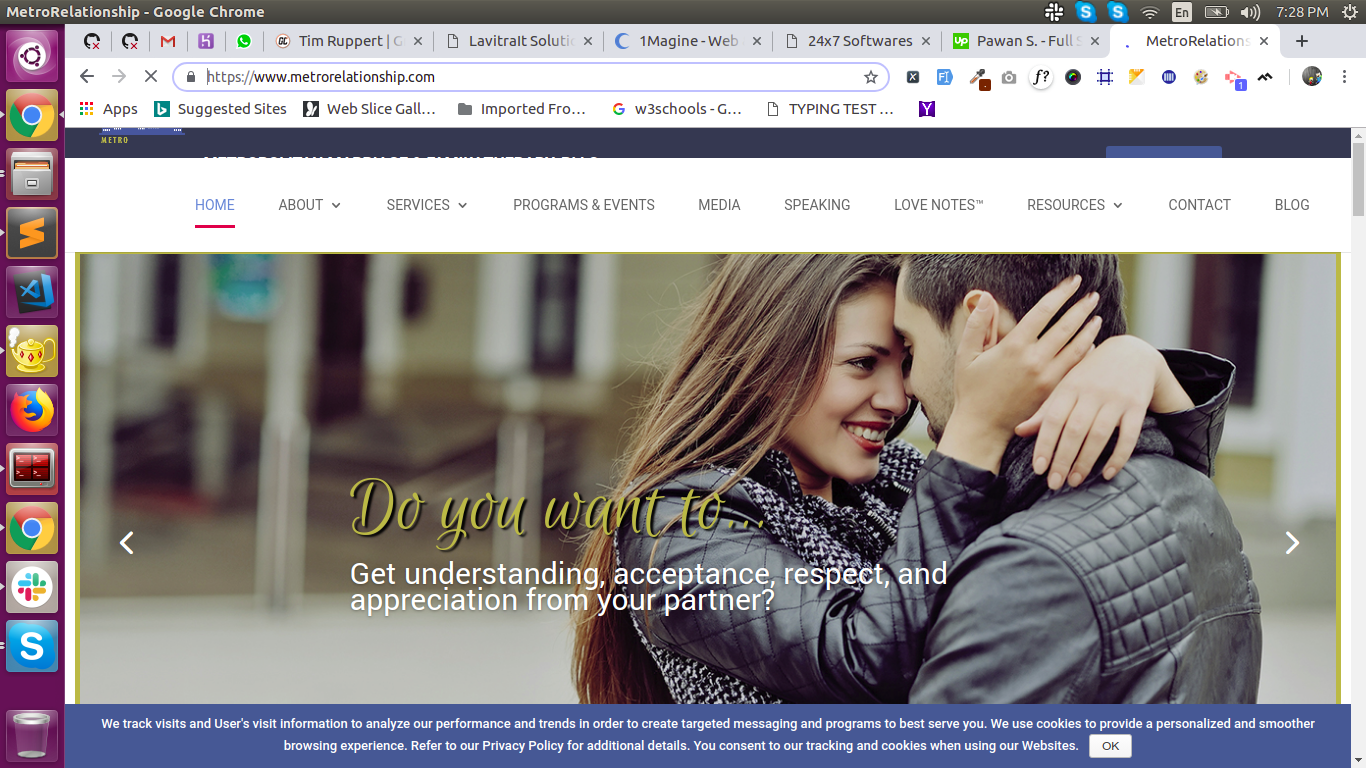 MetroRelationship - Google Chrome
En
7:28 PM
Tim Ruppert | G
LavitraIt Soluti
1Magine - Web
24x7 Softwares
Pawan S. - Full S
MetroRelations
https://www.metrorelationship.com
f?
1
Apps
Suggested Sites
Web Slice Gall…
Imported Fro…
w3schools - G…
TYPING TEST …
METRO
HOME
ABOUT
SERVICES
PROGRAMS & EVENTS
MEDIA
SPEAKING
LOVE NOTES™
RESOURCES
CONTACT
BLOG
Do you want to...
Get understanding, acceptance, respect, and
appreciation from your partner?
We track visits and User's visit information to analyze our performance and trends in order to create targeted messaging and programs to best serve you. We use cookies to provide a personalized and smoother
browsing experience. Refer to our Privacy Policy for additional details. You consent to our tracking and cookies when using our Websites.
OK